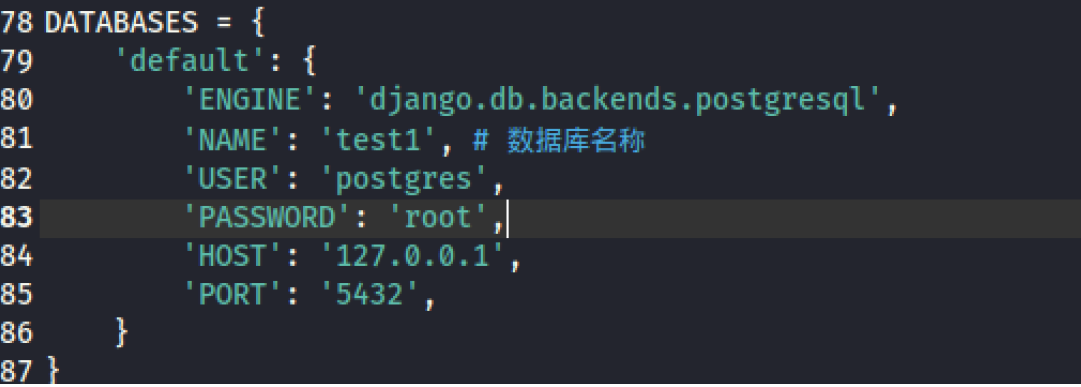 78 DATABASES = {
79     'default': {
80         'ENGINE': 'django.db.backends.postgresql',
81         'NAME': 'test1', # 数据库名称
82         'USER': 'postgres',
83         'PASSWORD': 'root',
84         'HOST': '127.0.0.1',
85         'PORT': '5432',
86     }
87 }